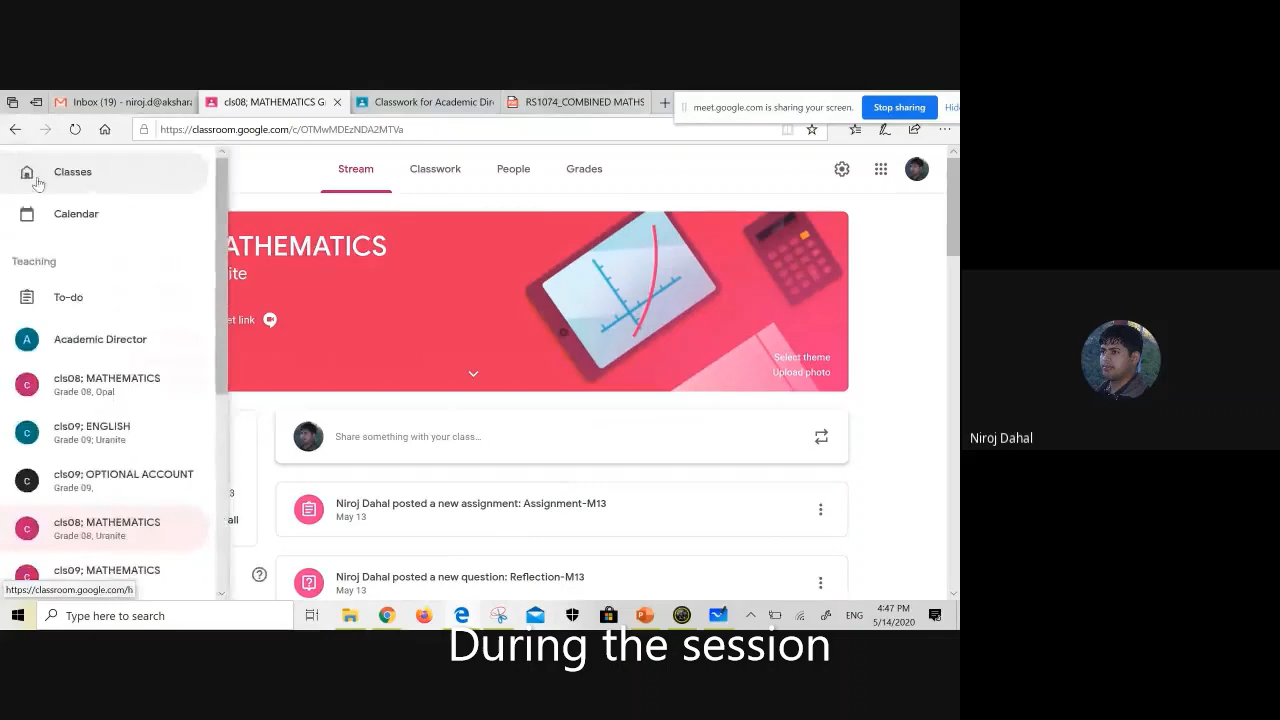 Inbox (19) - niroj.d@akshara
cls08; MATHEMATICS G
Classwork for Academic Dir
RS1074_COMBINED MATHS
meet.google.com is sharing your screen.
Stop sharing
Hid
https://classroom.google.com/c/OTMwMDEzNDA2MTVa
Classes
Stream
Classwork
People
Grades
Calendar
Teaching
To-do
A
Academic Director
c
cls08; MATHEMATICS
Grade 08, Opal
c
cls09; ENGLISH
Grade 09; Uranite
c
cls09; OPTIONAL ACCOUNT
Grade 09,
c
cls08; MATHEMATICS
Grade 08, Uranite
c
cls09; MATHEMATICS
https://classroom.google.com/h
ATHEMATICS
ite
et link
Select theme
Upload photo
Share something with your class...
3
all
Niroj Dahal posted a new assignment: Assignment-M13
May 13
Niroj Dahal posted a new question: Reflection-M13
May 13
Type here to search
ENG
4:47 PM
5/14/2020
Niroj Dahal
During the session